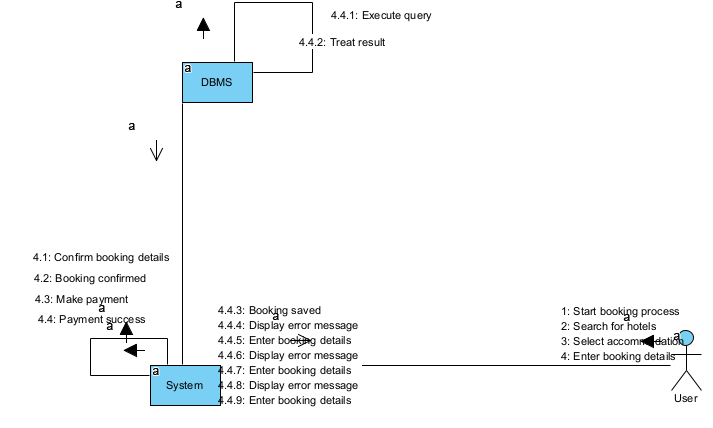 a
4.4.1: Execute query
4.4.2: Treat result
a
DBMS
a
4.1: Confirm booking details
4.2: Booking confirmed
4.3: Make payment
a
4.4: Payment success
a
4.4.3: Booking saved
a
4.4.4: Display error message
4.4.5: Enter booking details
4.4.6: Display error message
4.4.7: Enter booking details
4.4.8: Display error message
4.4.9: Enter booking details
a
System
1: Start booking process
a
2: Search for hotels
3: Select accommodation
4: Enter booking details
a
User